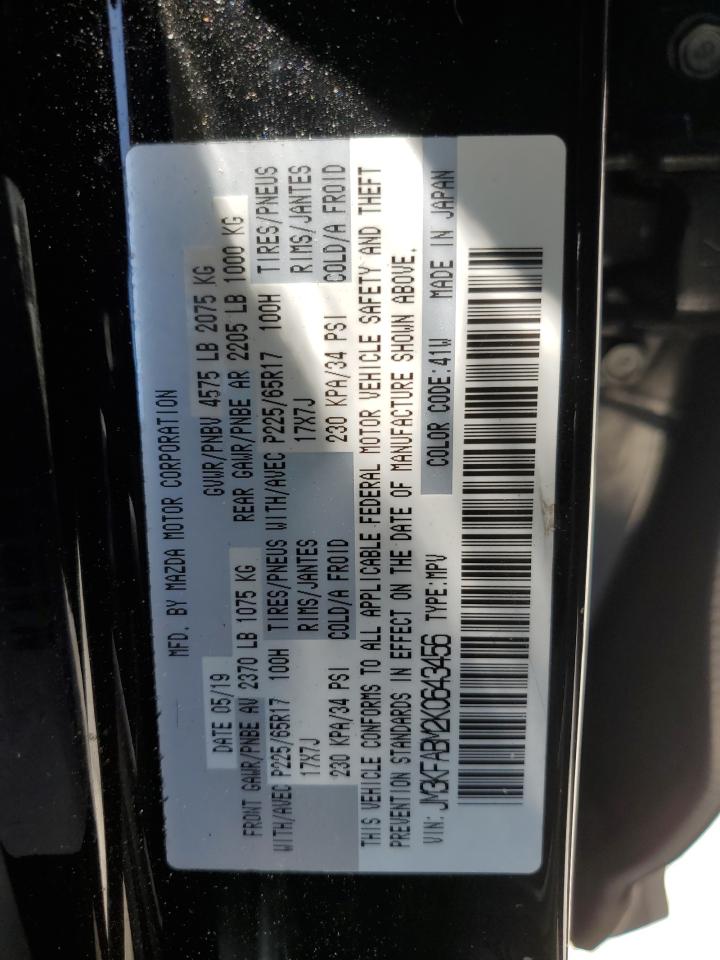 MFD. BY MAZDA MOTOR CORPORATION
DATE 05/19 GVWR/PNBV 4575 LB 2075 KG
FRONT GAWR/PNBE AV 2370 LB 1075 KG REAR GAWR/PNBE AR 2205 LB 1000 KG
WITH/AVEC P225/65R17 100H TIRES/PNEUS WITH/AVEC P225/65R17 100H TIRES/PNEUS
17X7J RIMS/JANTES 17X7J RIMS/JANTES
230 KPA/34 PSI COLD/A FROID 230 KPA/34 PSI COLD/A FROID
THIS VEHICLE CONFORMS TO ALL APPLICABLE FEDERAL MOTOR VEHICLE SAFETY AND THEFT
PREVENTION STANDARDS IN EFFECT ON THE DATE OF MANUFACTURE SHOWN ABOVE.
VIN: JM3KFABM2K0643456 TYPE:MPV COLOR CODE:41W MADE IN JAPAN